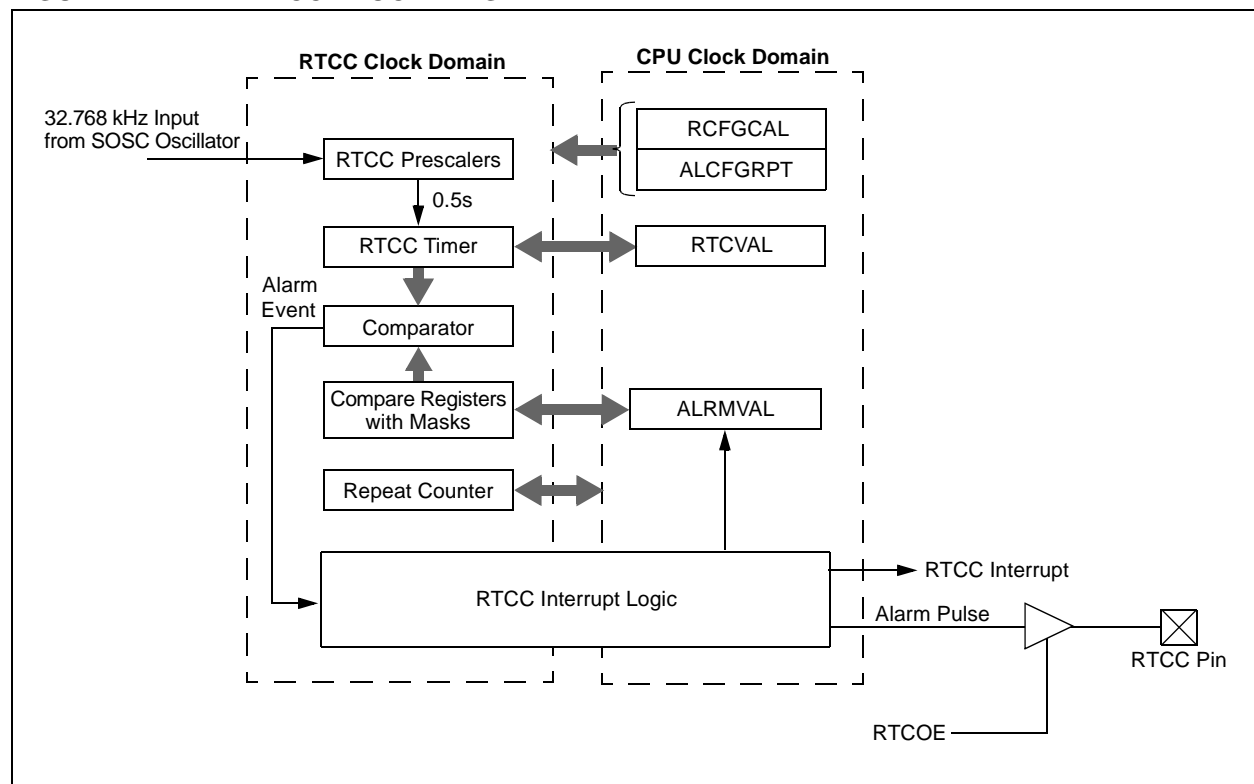 RTCC Clock Domain
CPU Clock Domain
32.768 kHz Input
from SOSC Oscillator
RTCC Prescalers
0.5s
RTCC Timer
Alarm
Event
Comparator
Compare Registers
with Masks
Repeat Counter
RCFGCAL
ALCFGRPT
RTCVAL
ALRMVAL
RTCC Interrupt Logic
RTCC Interrupt
Alarm Pulse
RTCC Pin
RTCOE